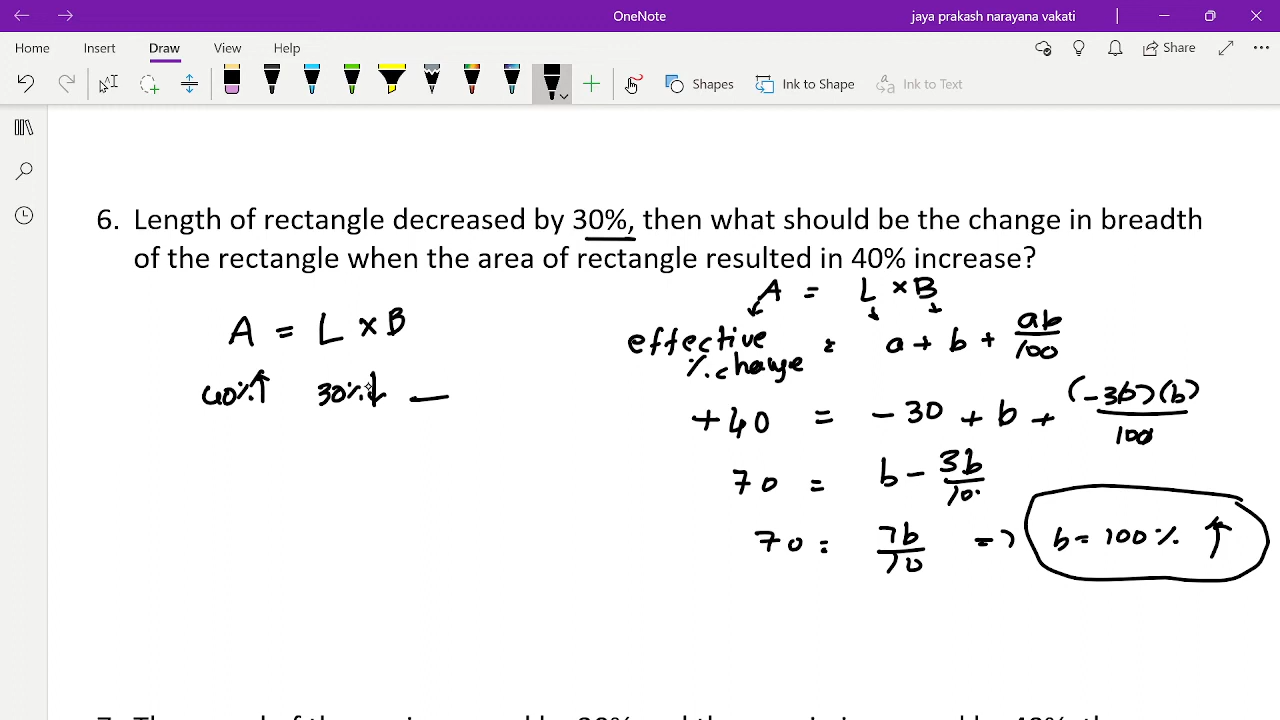 OneNote
jaya prakash narayana vakati
Home Insert Draw View Help
Share
Shapes
Ink to Shape
Ink to Text
6. Length of rectangle decreased by 30%, then what should be the change in breadth
of the rectangle when the area of rectangle resulted in 40% increase?
A = L × B
40%↑ 30%↓ —
A = L × B
effective % change = a + b + ab/100
+40 = -30 + b + (-30)(b)/100
70 = b - 3b/10
70 = 7b/10 => b = 100% ↑